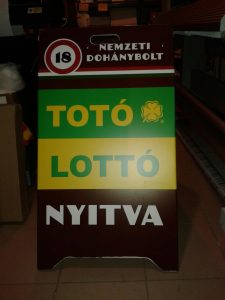 18
NEMZETI
DOHÁNYBOLT
TOTÓ
LOTTÓ
NYITVA